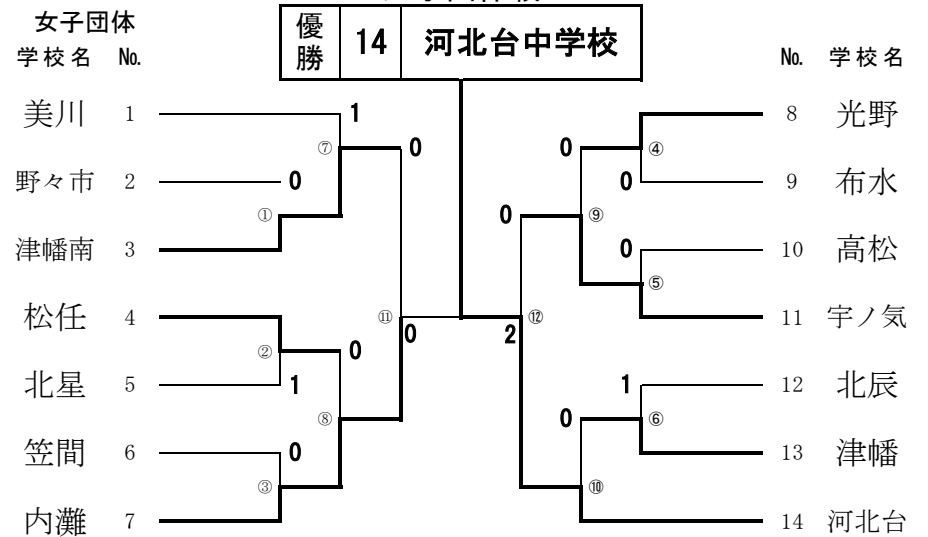 女子団体
優勝 14 河北台中学校
学校名 No. No. 学校名
美川 1 1 8 光野
⑦ 0 0 ④
野々市 2 0 0 9 布水
① 0 ⑨
津幡南 3 0 10 高松
⑤
松任 4 ⑪ 0 2 ⑫ 11 宇ノ気
② 0
北星 5 1 1 12 北辰
⑧ 0 ⑥
笠間 6 0 13 津幡
③ ⑩
内灘 7 14 河北台